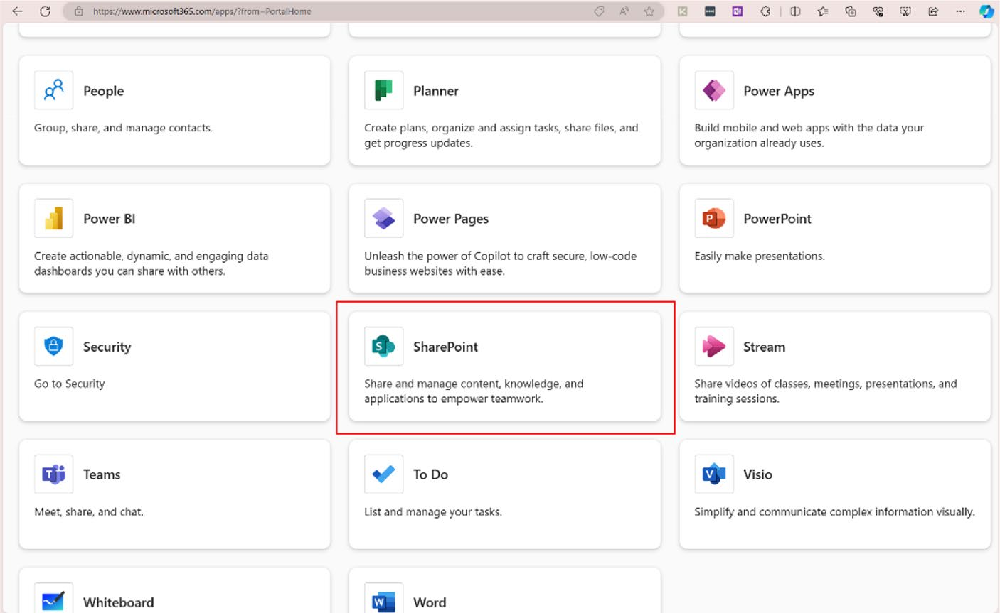 https://www.microsoft365.com/apps/?from=PortalHome
People
Group, share, and manage contacts.
Planner
Create plans, organize and assign tasks, share files, and
get progress updates.
Power Apps
Build mobile and web apps with the data your
organization already uses.
Power BI
Create actionable, dynamic, and engaging data
dashboards you can share with others.
Power Pages
Unleash the power of Copilot to craft secure, low-code
business websites with ease.
P
PowerPoint
Easily make presentations.
Security
Go to Security
S
SharePoint
Share and manage content, knowledge, and
applications to empower teamwork.
Stream
Share videos of classes, meetings, presentations, and
training sessions.
T
Teams
Meet, share, and chat.
To Do
List and manage your tasks.
V
Visio
Simplify and communicate complex information visually.
Whiteboard
W
Word